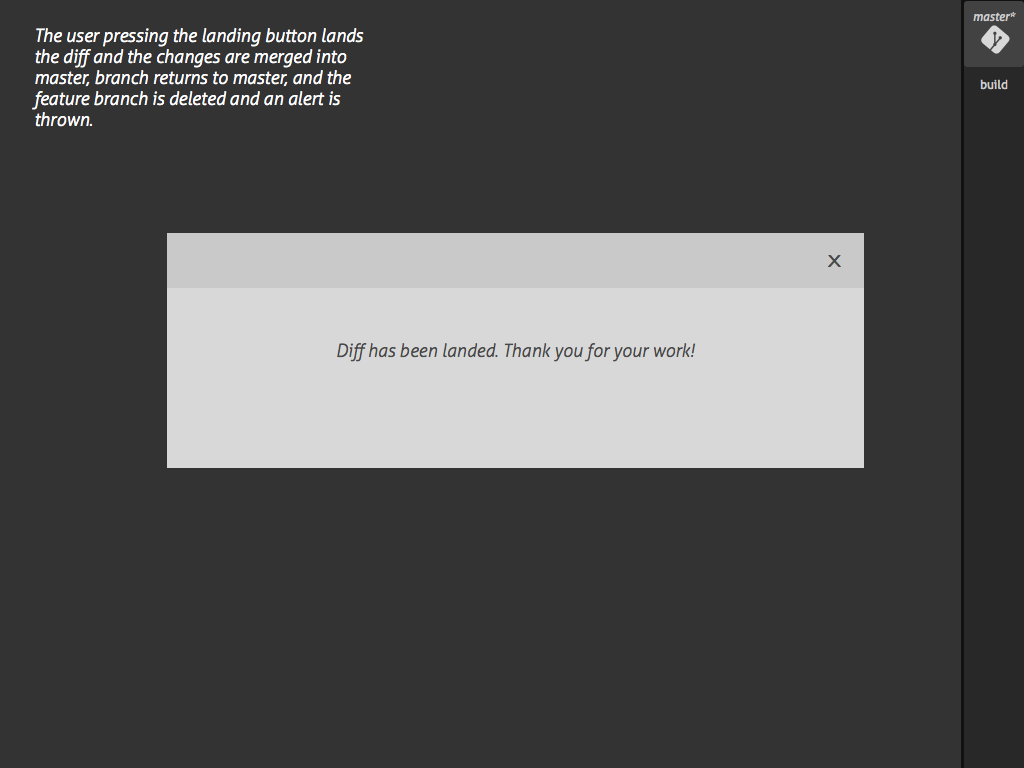 The user pressing the landing button lands
the diff and the changes are merged into
master, branch returns to master, and the
feature branch is deleted and an alert is
thrown.
master*
build
x
Diff has been landed. Thank you for your work!